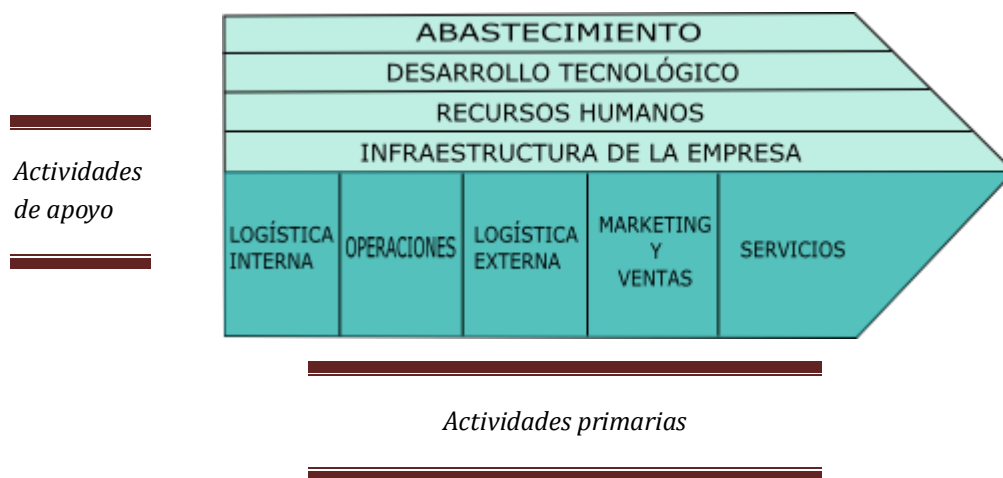 ABASTECIMIENTO
DESARROLLO TECNOLÓGICO
RECURSOS HUMANOS
INFRAESTRUCTURA DE LA EMPRESA
Actividades
de apoyo
LOGÍSTICA
INTERNA
OPERACIONES
LOGÍSTICA
EXTERNA
MARKETING
Y
VENTAS
SERVICIOS
Actividades primarias